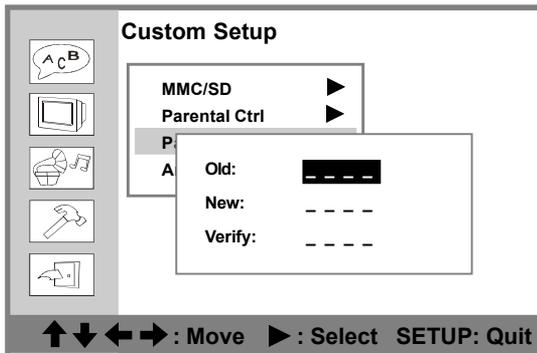 Custom Setup
A C B
MMC/SD ▶
Parental Ctrl ▶
Old: _ _ _ _
New: _ _ _ _
Verify: _ _ _ _
↑ ↓ ← → : Move ▶ : Select SETUP: Quit